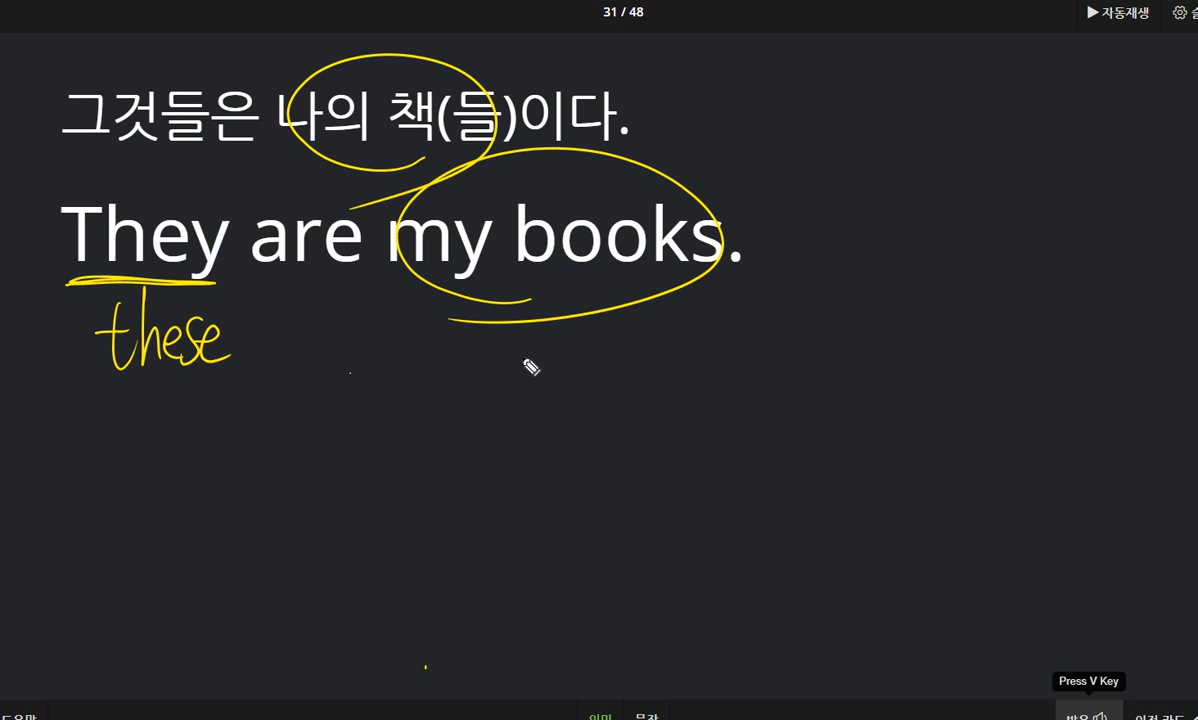 31 / 48
▶ 자동재생
그것들은 나의 책(들)이다.
They are my books.
these
Press V Key